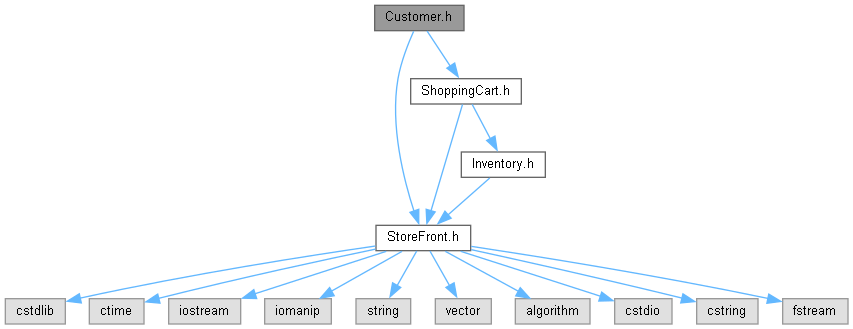 Customer.h
ShoppingCart.h
Inventory.h
StoreFront.h
cstdlib
ctime
iostream
iomanip
string
vector
algorithm
cstdio
cstring
fstream